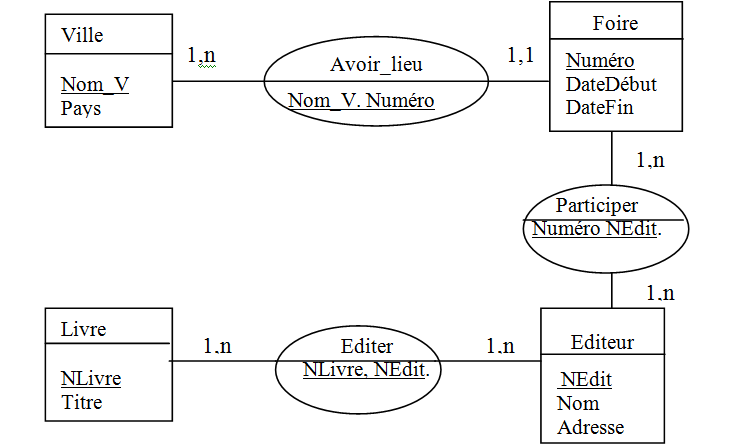 Ville
Nom_V
Pays
1,n
Avoir_lieu
Nom_V. Numéro
1,1
Foire
Numéro
DateDébut
DateFin
1,n
Participer
Numéro NEdit.
1,n
Livre
NLivre
Titre
1,n
Editer
NLivre, NEdit.
1,n
Editeur
NEdit
Nom
Adresse